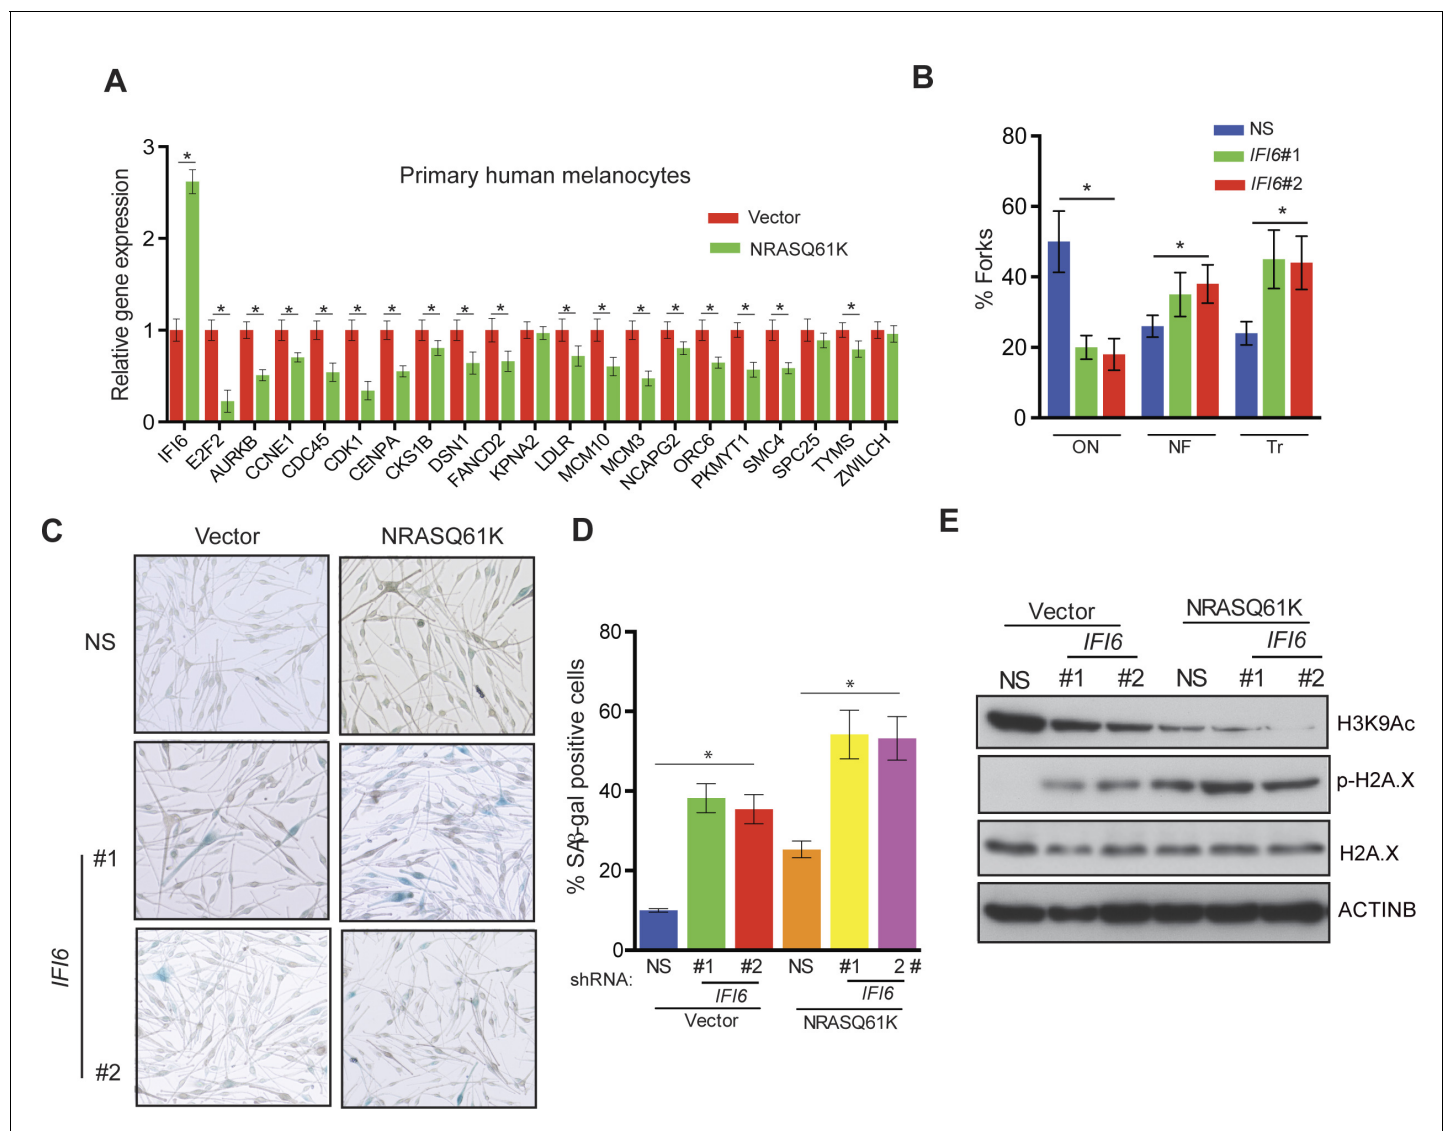 A
3
2
1
0
Relative gene expression
Primary human melanocytes
Vector
NRASQ61K
* * * * * * * * * * * * * * * * * *
IFI6
E2F2
AURKB
CCNE1
CDC45
CDK1
CENPA
CKS1B
DSN1
FANCD2
KPNA2
LDLR
MCM10
MCM3
NCAPG2
ORC6
PKMYT1
SMC4
SPC25
TYMS
ZWILCH
B
80
60
40
20
0
% Forks
NS
IFI6#1
IFI6#2
* * *
ON NF Tr
C
Vector NRASQ61K
NS
#1
IFI6
#2
D
80
60
40
20
0
% SAβ-gal positive cells
* *
shRNA: NS #1 #2 NS #1 2 #
IFI6 IFI6
Vector NRASQ61K
E
Vector NRASQ61K
IFI6 IFI6
NS #1 #2 NS #1 #2
H3K9Ac
p-H2A.X
H2A.X
ACTINB